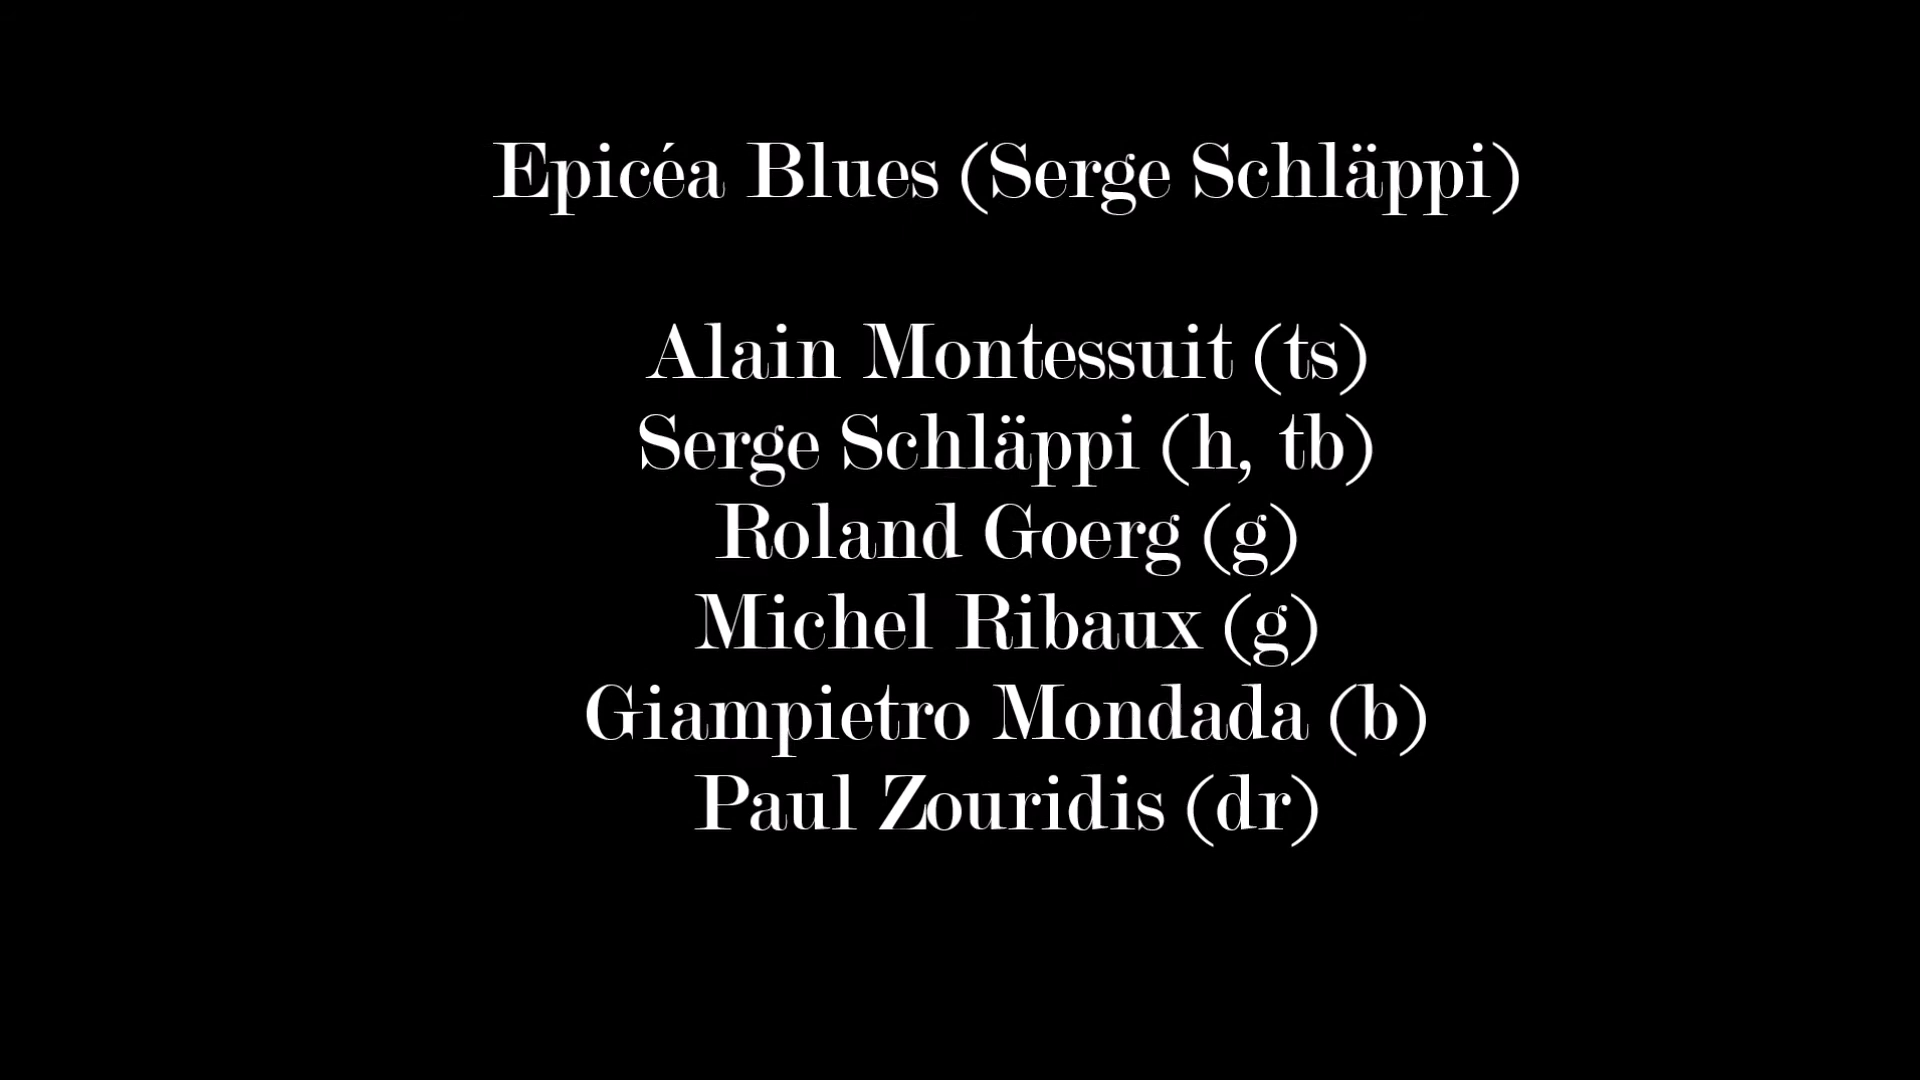 Epicéa Blues (Serge Schläppi)
Alain Montessuit (ts)
Serge Schläppi (h, tb)
Roland Goerg (g)
Michel Ribaux (g)
Giampietro Mondada (b)
Paul Zouridis (dr)